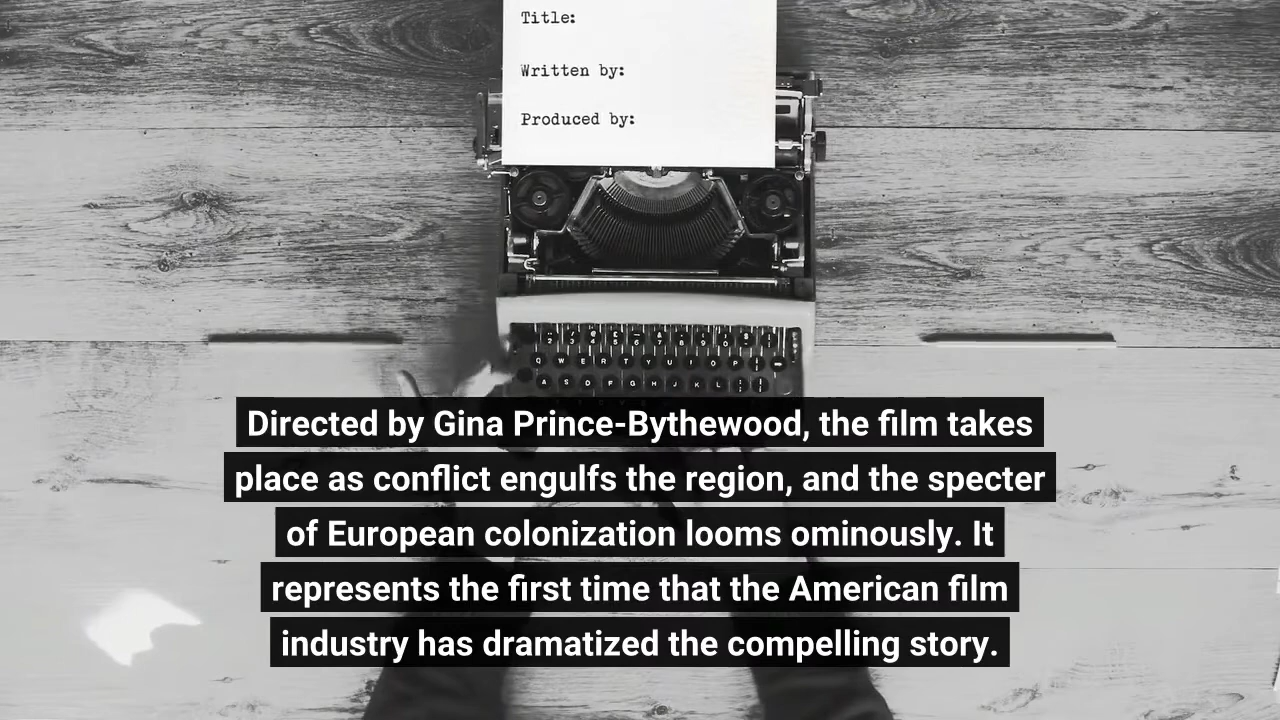 Title:
Written by:
Produced by:
Q W E R T Y U I O P
A S D F G H J K L
Directed by Gina Prince-Bythewood, the film takes
place as conflict engulfs the region, and the specter
of European colonization looms ominously. It
represents the first time that the American film
industry has dramatized the compelling story.